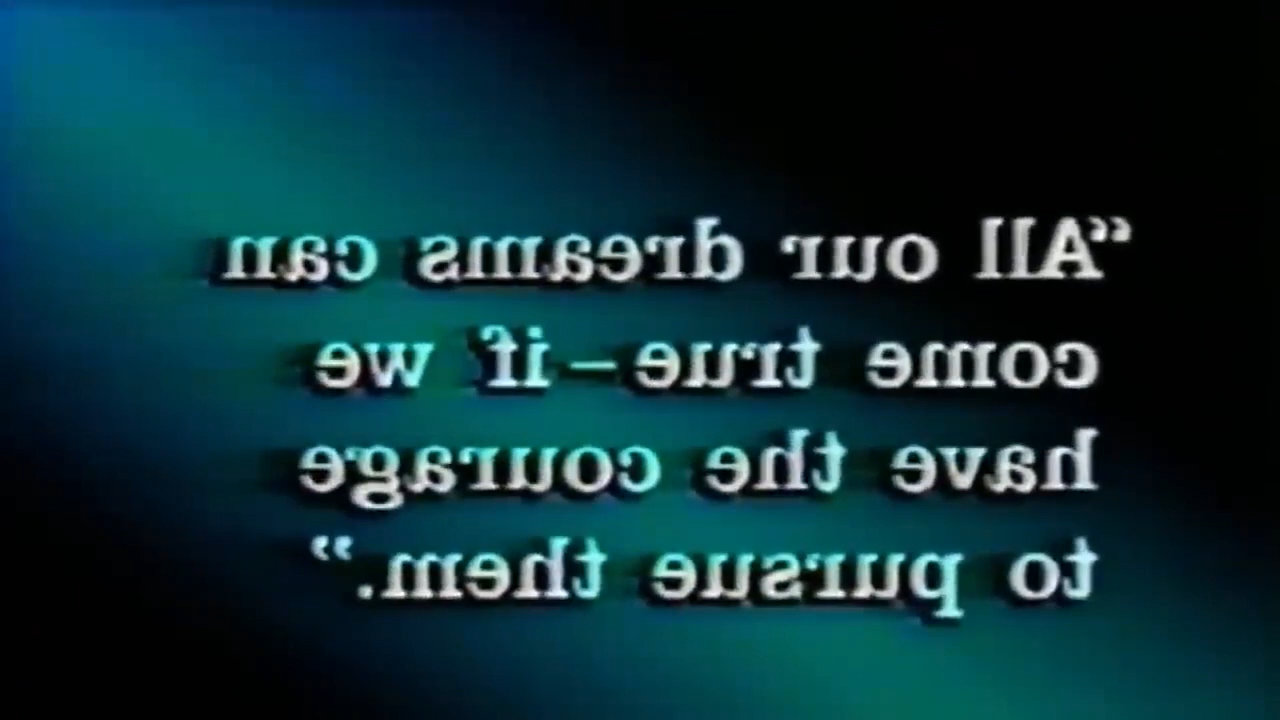 “All our dreams can
come true – if we
have the courage
to pursue them.”